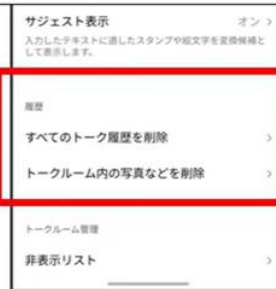 サジェスト表示 オン >
入力したテキストに適したスタンプや絵文字を変換候補と
して表示します。
履歴
すべてのトーク履歴を削除 >
トークルーム内の写真などを削除 >
トークルーム管理
非表示リスト >